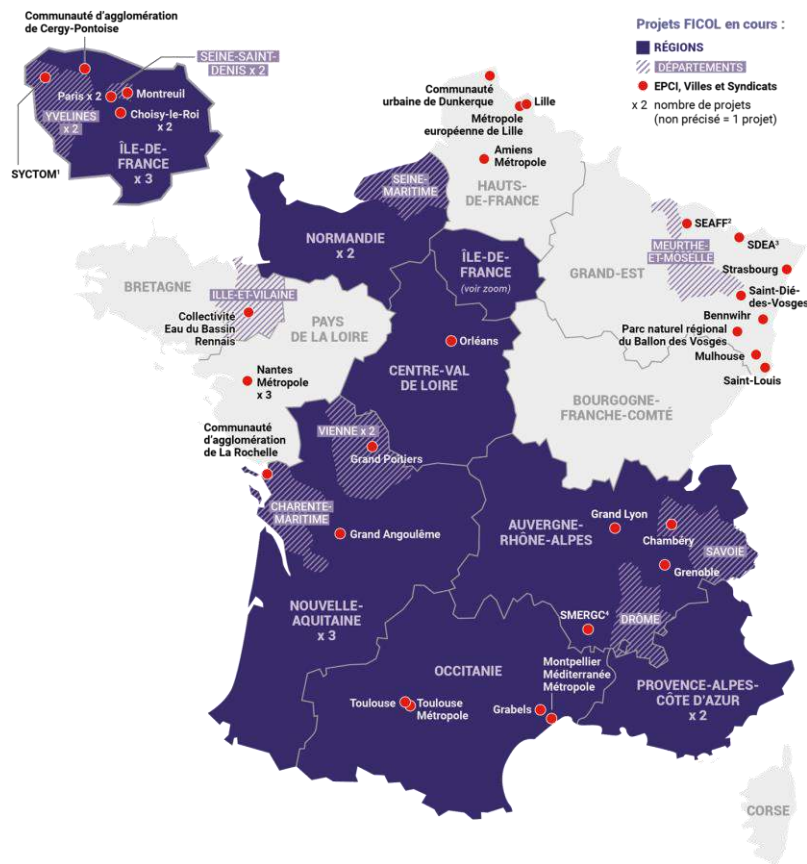 Communauté d'agglomération
de Cergy-Pontoise
SEINE-SAINT-
DENIS x 2
Paris x 2
Montreuil
YVELINES
x 2
Choisy-le-Roi
x 2
SYCTOM¹
ÎLE-DE-
FRANCE
x 3
Projets FICOL en cours :
RÉGIONS
DÉPARTEMENTS
EPCI, Villes et Syndicats
x 2 nombre de projets
(non précisé = 1 projet)
Communauté
urbaine de Dunkerque
Lille
Métropole
européenne de Lille
Amiens
Métropole
HAUTS-
DE-FRANCE
SEINE-
MARITIME
NORMANDIE
x 2
ÎLE-DE-
FRANCE
(voir zoom)
GRAND-EST
MEURTHE-
ET-MOSELLE
SEAFF²
SDEA³
Strasbourg
Saint-Dié-
des-Vosges
Bennwihr
Parc naturel régional
du Ballon des Vosges
Mulhouse
Saint-Louis
BRETAGNE
ILLE-ET-VILAINE
Collectivité
Eau du Bassin
Rennais
PAYS
DE LA LOIRE
Nantes
Métropole
x 3
Orléans
CENTRE-VAL
DE LOIRE
BOURGOGNE-
FRANCHE-COMTÉ
Communauté
d'agglomération
de La Rochelle
VIENNE x 2
Grand Poitiers
CHARENTE-
MARITIME
Grand Angoulême
NOUVELLE-
AQUITAINE
x 3
AUVERGNE-
RHÔNE-ALPES
Grand Lyon
Chambéry
SAVOIE
Grenoble
SMERGC⁴
DRÔME
OCCITANIE
Montpellier
Méditerranée
Métropole
Toulouse
Toulouse
Métropole
Grabels
PROVENCE-ALPES-
CÔTE D'AZUR
x 2
CORSE